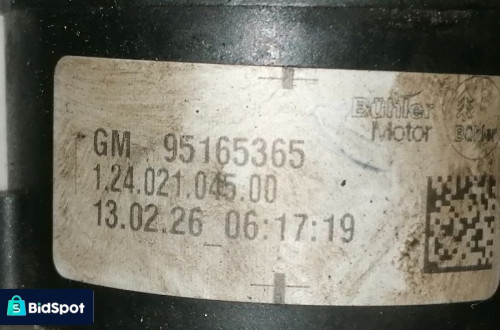 Bühler
Motor
Bühler
GM 95165365
1.24.021.045.00
13.02.26 06:17:19
BidSpot